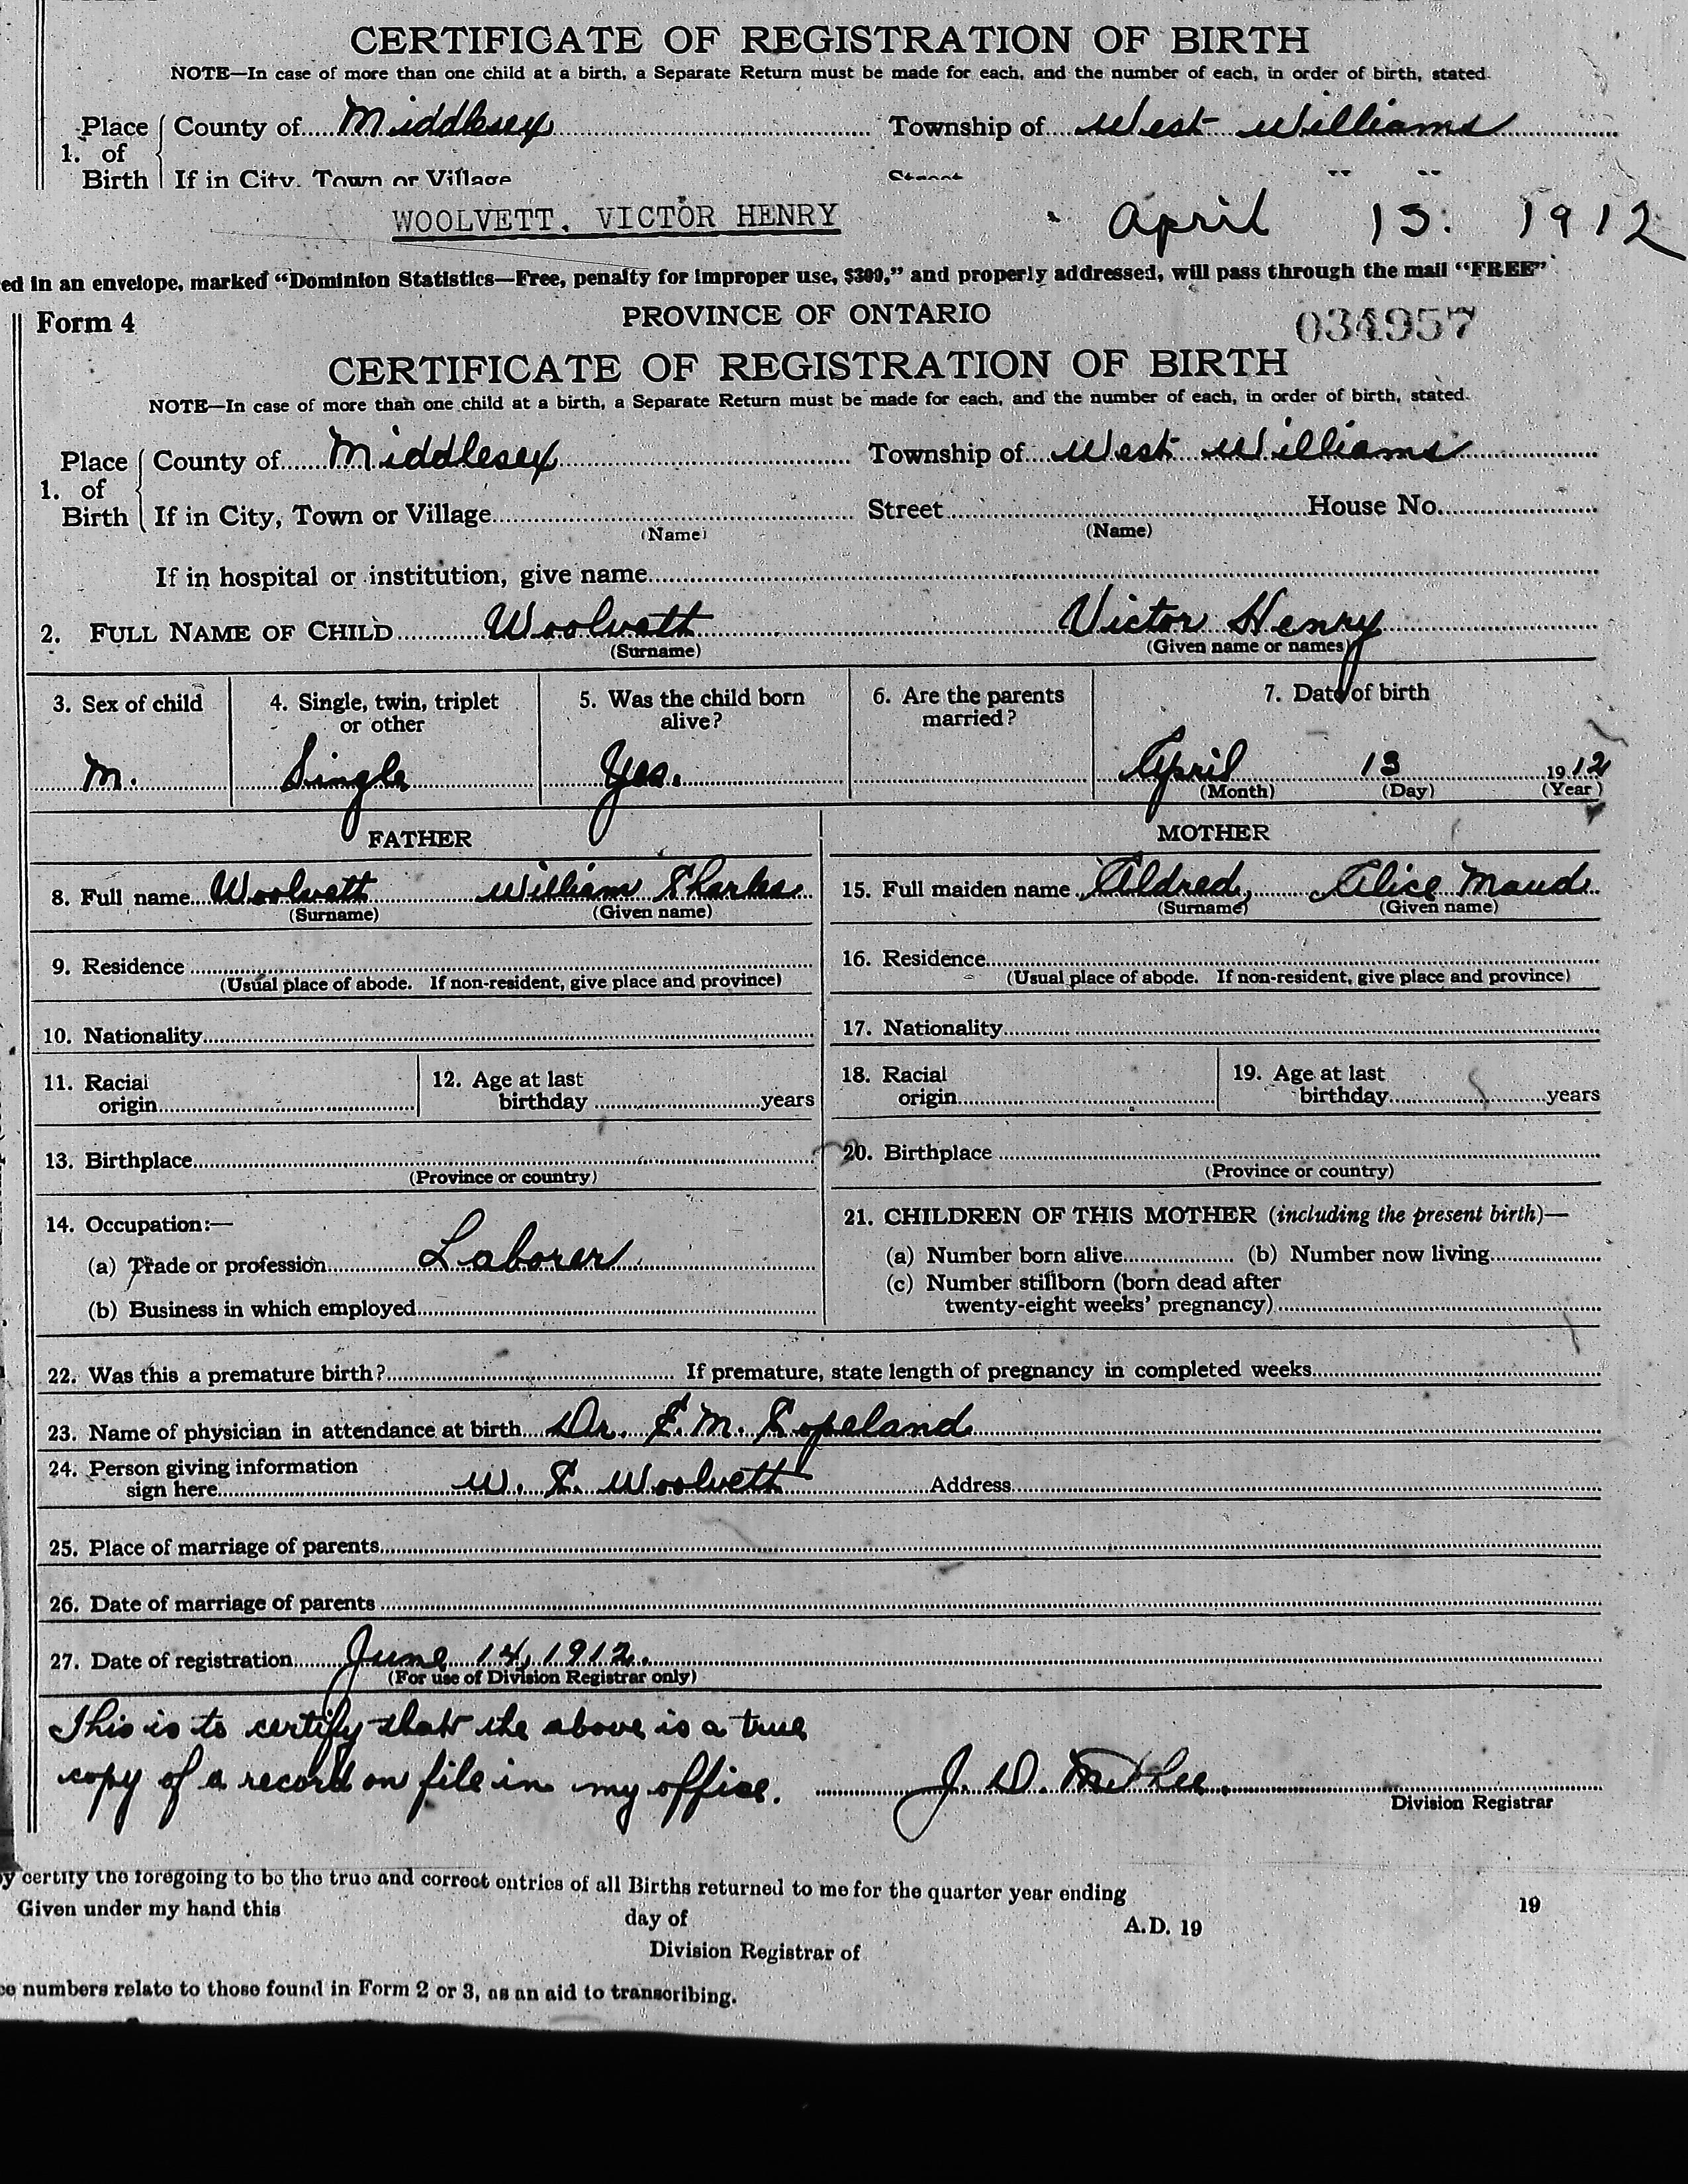 CERTIFICATE OF REGISTRATION OF BIRTH
NOTE—In case of more than one child at a birth, a Separate Return must be made for each, and the number of each, in order of birth, stated.
Place County of Middlesex Township of West Williams
1. of
Birth If in City, Town or Village Street
WOOLVETT, VICTOR HENRY April 13. 1912
ed in an envelope, marked “Dominion Statistics—Free, penalty for improper use, $300,” and properly addressed, will pass through the mail “FREE”
Form 4 PROVINCE OF ONTARIO 034957
CERTIFICATE OF REGISTRATION OF BIRTH
NOTE—In case of more than one child at a birth, a Separate Return must be made for each, and the number of each, in order of birth, stated.
Place County of Middlesex Township of West Williams
1. of
Birth If in City, Town or Village Street House No.
(Name) (Name)
If in hospital or institution, give name
2. FULL NAME OF CHILD Woolvett Victor Henry
(Surname) (Given name or names)
3. Sex of child 4. Single, twin, triplet or other 5. Was the child born alive? 6. Are the parents married? 7. Date of birth
M. Single Yes. April 13 1912
(Month) (Day) (Year)
FATHER MOTHER
8. Full name Woolvett William Charles 15. Full maiden name Aldred, Alice Maud
(Surname) (Given name) (Surname) (Given name)
9. Residence 16. Residence
(Usual place of abode. If non-resident, give place and province) (Usual place of abode. If non-resident, give place and province)
10. Nationality 17. Nationality
11. Racial origin 12. Age at last birthday years 18. Racial origin 19. Age at last birthday years
13. Birthplace 20. Birthplace
(Province or country) (Province or country)
14. Occupation:— 21. CHILDREN OF THIS MOTHER (including the present birth)—
(a) Trade or profession Laborer (a) Number born alive (b) Number now living
(c) Number stillborn (born dead after
(b) Business in which employed twenty-eight weeks’ pregnancy)
22. Was this a premature birth? If premature, state length of pregnancy in completed weeks
23. Name of physician in attendance at birth Dr. C. M. Copeland
24. Person giving information
sign here W. C. Woolvett Address
25. Place of marriage of parents
26. Date of marriage of parents
27. Date of registration June 14, 1912.
(For use of Division Registrar only)
This is to certify that the above is a true
copy of a record on file in my office. J. D. McPhee
Division Registrar
y certify the foregoing to be the true and correct entries of all Births returned to me for the quarter year ending 19
Given under my hand this day of A.D. 19
Division Registrar of
ce numbers relate to those found in Form 2 or 3, as an aid to transcribing.